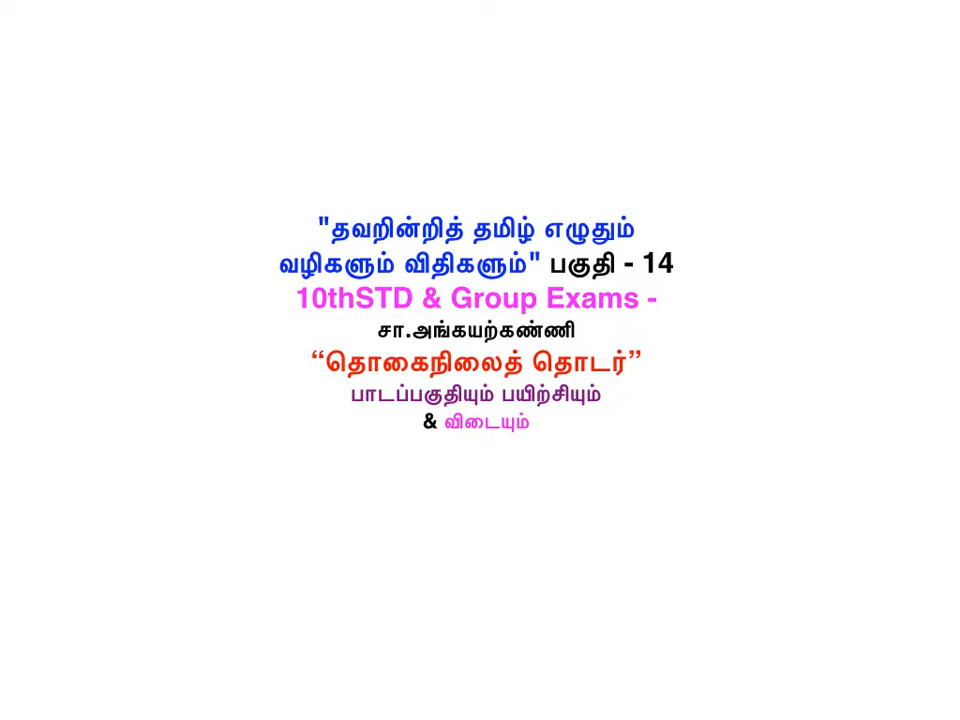 "தவறின்றித் தமிழ் எழுதும்
வழிகளும் விதிகளும்" பகுதி - 14
10thSTD & Group Exams -
சா.அங்கயற்கண்ணி
“தொகைநிலைத் தொடர்”
பாடப்பகுதியும் பயிற்சியும்
& விடையும்